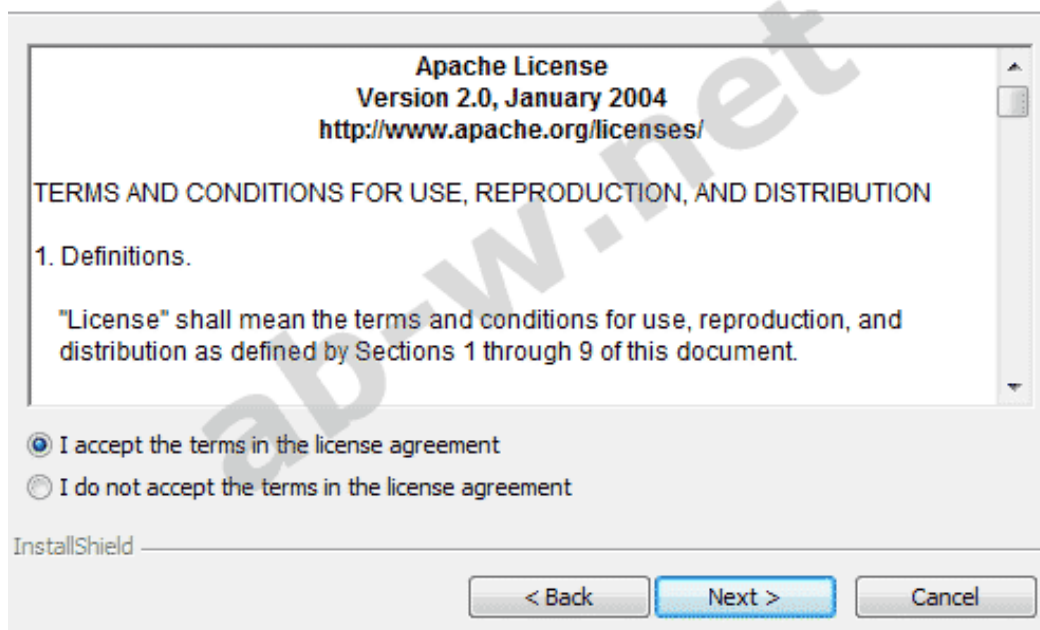 Apache License
Version 2.0, January 2004
http://www.apache.org/licenses/
TERMS AND CONDITIONS FOR USE, REPRODUCTION, AND DISTRIBUTION
1. Definitions.
"License" shall mean the terms and conditions for use, reproduction, and
distribution as defined by Sections 1 through 9 of this document.
I accept the terms in the license agreement
I do not accept the terms in the license agreement
InstallShield
< Back Next > Cancel
ab-w.net